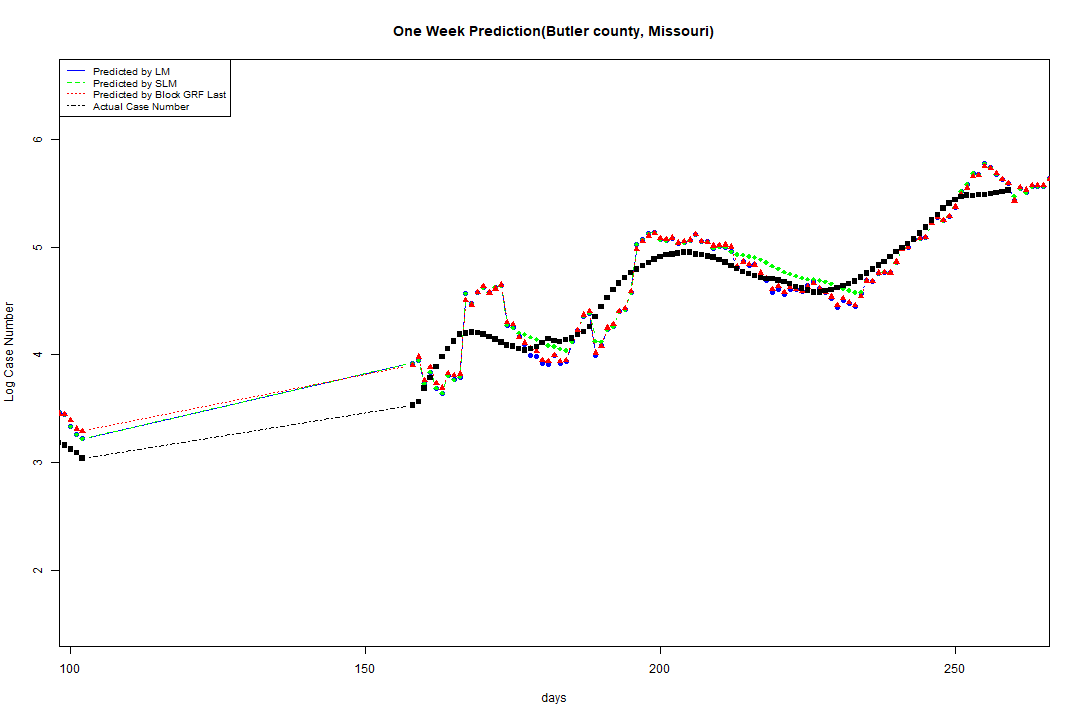 One Week Prediction(Butler county, Missouri)
Predicted by LM
Predicted by SLM
Predicted by Block GRF Last
Actual Case Number
6
5
4
3
2
Log Case Number
100 150 200 250
days